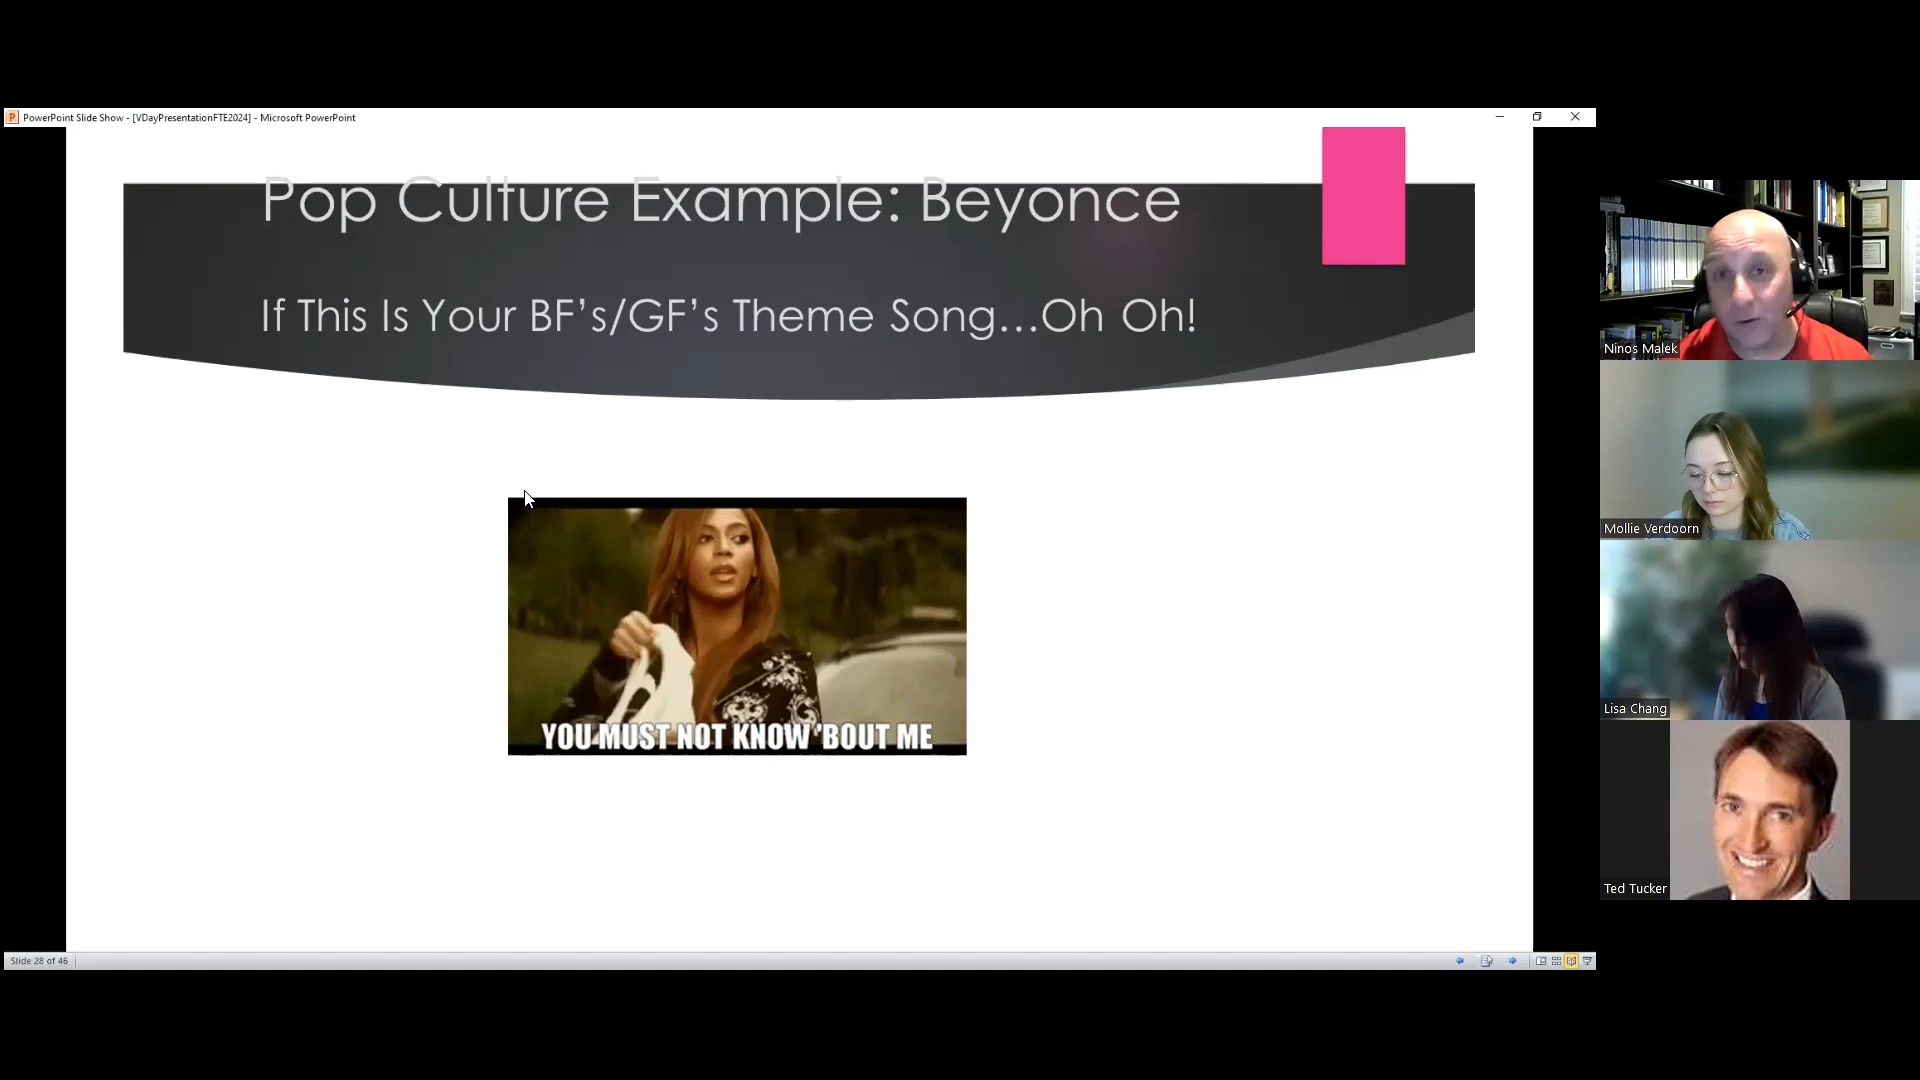 PowerPoint Slide Show - [VDayPresentationFTE2024] - Microsoft PowerPoint
Pop Culture Example: Beyonce
If This Is Your BF’s/GF’s Theme Song...Oh Oh!
YOU MUST NOT KNOW 'BOUT ME
Slide 28 of 46
Ninos Malek
Mollie Verdoorn
Lisa Chang
Ted Tucker